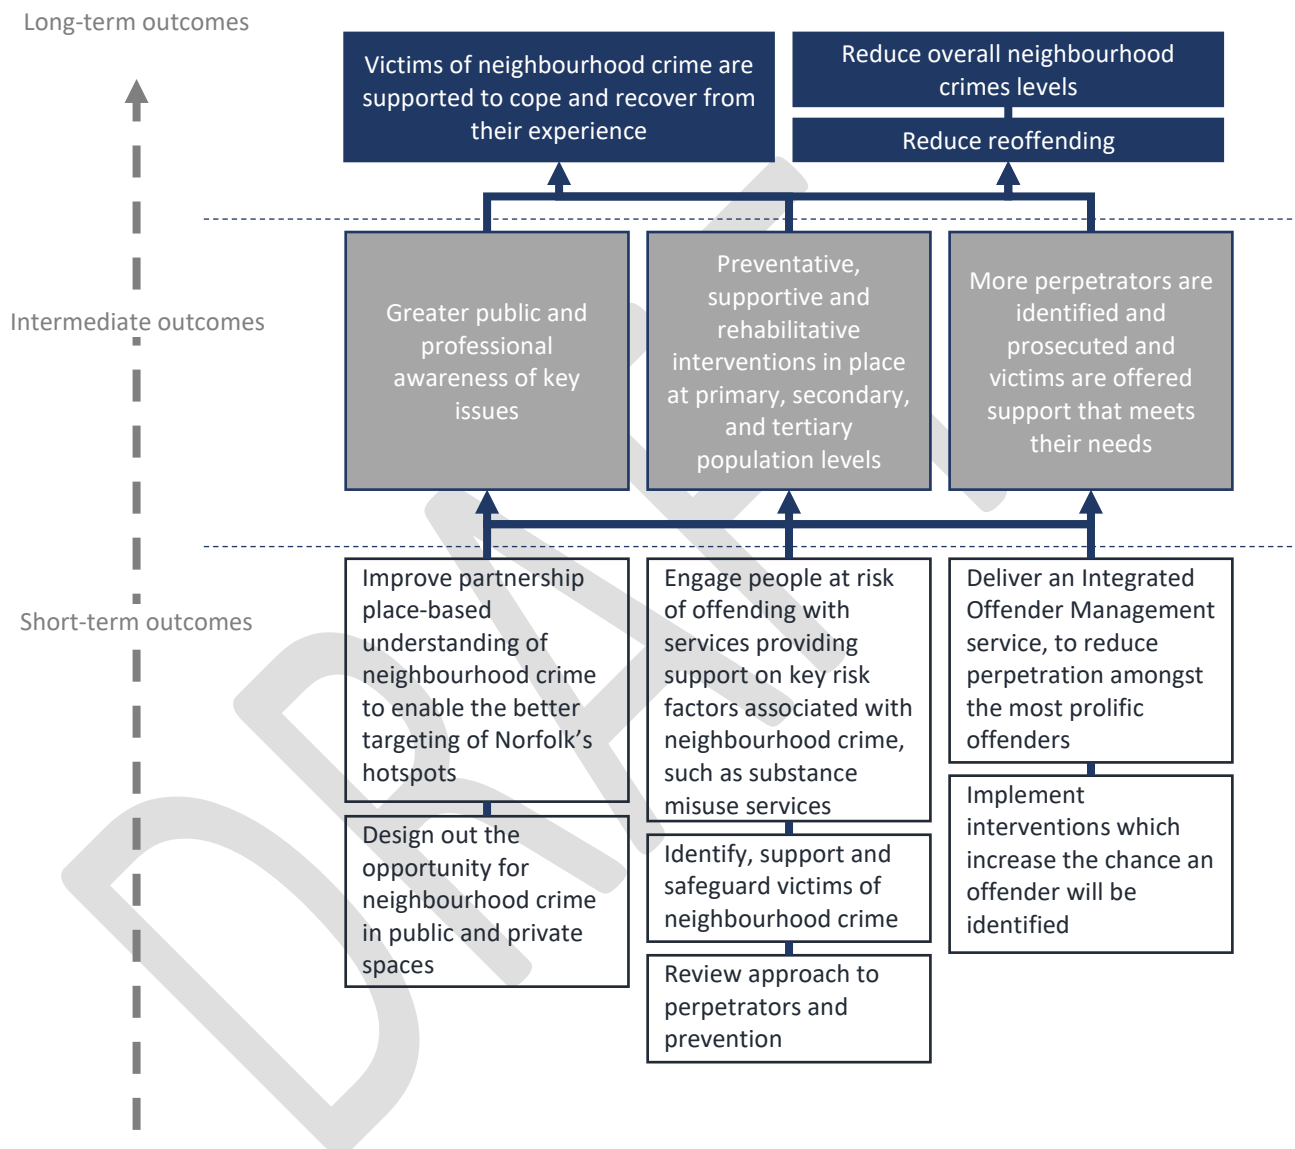 Long-term outcomes
Victims of neighbourhood crime are
supported to cope and recover from
their experience
Reduce overall neighbourhood
crimes levels
Reduce reoffending
Intermediate outcomes
Greater public and
professional
awareness of key
issues
Preventative,
supportive and
rehabilitative
interventions in place
at primary, secondary,
and tertiary
population levels
More perpetrators are
identified and
prosecuted and
victims are offered
support that meets
their needs
Short-term outcomes
Improve partnership
place-based
understanding of
neighbourhood crime
to enable the better
targeting of Norfolk’s
hotspots
Design out the
opportunity for
neighbourhood crime
in public and private
spaces
Engage people at risk
of offending with
services providing
support on key risk
factors associated with
neighbourhood crime,
such as substance
misuse services
Identify, support and
safeguard victims of
neighbourhood crime
Review approach to
perpetrators and
prevention
Deliver an Integrated
Offender Management
service, to reduce
perpetration amongst
the most prolific
offenders
Implement
interventions which
increase the chance an
offender will be
identified
DRAFT